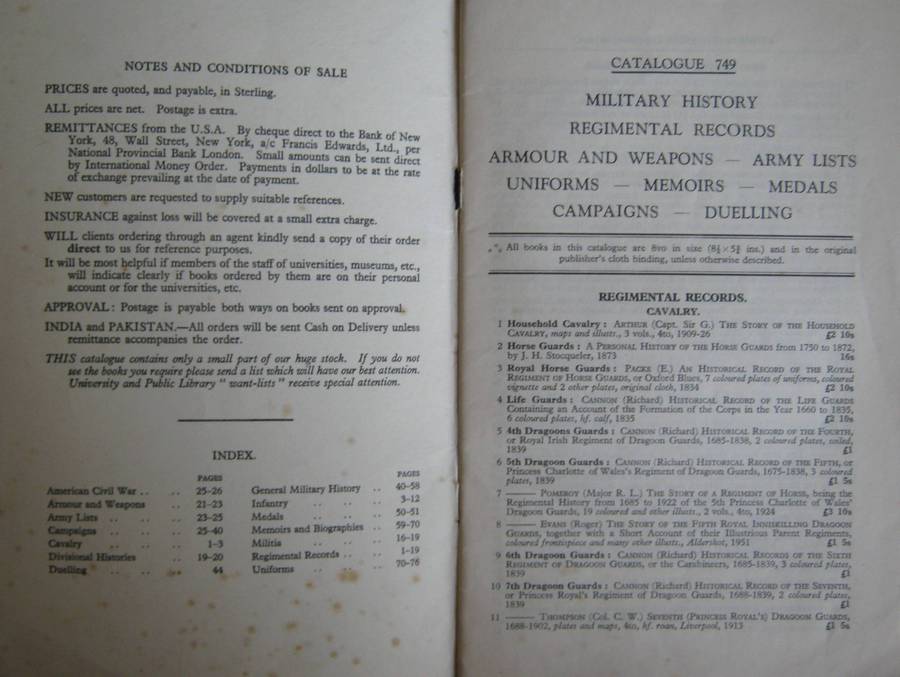 NOTES AND CONDITIONS OF SALE
PRICES are quoted, and payable, in Sterling.
ALL prices are net. Postage is extra.
REMITTANCES from the U.S.A. By cheque direct to the Bank of New
York, 48, Wall Street, New York, a/c Francis Edwards, Ltd., per
National Provincial Bank London. Small amounts can be sent direct
by International Money Order. Payments in dollars to be at the rate
of exchange prevailing at the date of payment.
NEW customers are requested to supply suitable references.
INSURANCE against loss will be covered at a small extra charge.
WILL clients ordering through an agent kindly send a copy of their order
direct to us for reference purposes.
It will be most helpful if members of the staff of universities, museums, etc.,
will indicate clearly if books ordered by them are on their personal
account or for the universities, etc.
APPROVAL: Postage is payable both ways on books sent on approval.
INDIA and PAKISTAN.—All orders will be sent Cash on Delivery unless
remittance accompanies the order.
THIS catalogue contains only a small part of our huge stock. If you do not
see the books you require please send a list which will have our best attention.
University and Public Library "want-lists" receive special attention.
INDEX.
PAGES PAGES
American Civil War .. .. 25-26 General Military History .. 40-58
Armour and Weapons .. 21-23 Infantry .. .. .. 3-12
Army Lists .. .. .. 23-25 Medals .. .. .. 50-51
Campaigns .. .. .. 25-40 Memoirs and Biographies .. 59-70
Cavalry .. .. .. 1-3 Militia .. .. .. 16-19
Divisional Histories .. 19-20 Regimental Records .. .. 1-19
Duelling .. .. .. 44 Uniforms .. .. .. 70-76
CATALOGUE 749
MILITARY HISTORY
REGIMENTAL RECORDS
ARMOUR AND WEAPONS — ARMY LISTS
UNIFORMS — MEMOIRS — MEDALS
CAMPAIGNS — DUELLING
*** All books in this catalogue are 8vo in size (8¾ × 5¾ ins.) and in the original
publisher's cloth binding, unless otherwise described.
REGIMENTAL RECORDS.
CAVALRY.
1 Household Cavalry: ARTHUR (Capt. Sir G.) THE STORY OF THE HOUSEHOLD
CAVALRY, maps and illustr., 3 vols., 4to, 1909-26 £2 10s
2 Horse Guards: A PERSONAL HISTORY OF THE HORSE GUARDS from 1750 to 1872,
by J. H. Stocqueler, 1873 16s
3 Royal Horse Guards: PACKE (E.) AN HISTORICAL RECORD OF THE ROYAL
REGIMENT OF HORSE GUARDS, or Oxford Blues, 7 coloured plates of uniforms, coloured
vignette and 2 other plates, original cloth, 1834 £2 10s
4 Life Guards: CANNON (Richard) HISTORICAL RECORD OF THE LIFE GUARDS
Containing an Account of the Formation of the Corps in the Year 1660 to 1835,
6 coloured plates, hf. calf, 1835 £2 10s
5 4th Dragoons Guards: CANNON (Richard) HISTORICAL RECORD OF THE FOURTH,
or Royal Irish Regiment of Dragoon Guards, 1685-1838, 2 coloured plates, soiled,
1839 £1
6 5th Dragoon Guards: CANNON (Richard) HISTORICAL RECORD OF THE FIFTH, or
Princess Charlotte of Wales's Regiment of Dragoon Guards, 1675-1838, 3 coloured
plates, 1839 £1 5s
7 —— POMEROY (Major R. L.) THE STORY OF A REGIMENT OF HORSE, being the
Regimental History from 1685 to 1922 of the 5th Princess Charlotte of Wales'
Dragoon Guards, 19 coloured and other illusts., 2 vols., 4to, 1924 £3 10s
8 —— EVANS (Roger) THE STORY OF THE FIFTH ROYAL INNISKILLING DRAGOON
GUARDS, together with a Short Account of their Illustrious Parent Regiments,
coloured frontispiece and many other illusts., Aldershot, 1951 £1 5s
9 6th Dragoon Guards: CANNON (Richard) HISTORICAL RECORD OF THE SIXTH
REGIMENT OF DRAGOON GUARDS, or the Carabineers, 1685-1839, 3 coloured plates,
1839 £1
10 7th Dragoon Guards: CANNON (Richard) HISTORICAL RECORD OF THE SEVENTH,
or Princess Royal's Regiment of Dragoon Guards, 1688-1839, 2 coloured plates,
1839 £1
11 —— THOMPSON (Col. C. W.) SEVENTH (PRINCESS ROYAL'S) DRAGOON GUARDS,
1688-1902, plates and maps, 4to, hf. roan, Liverpool, 1913 £1 5s